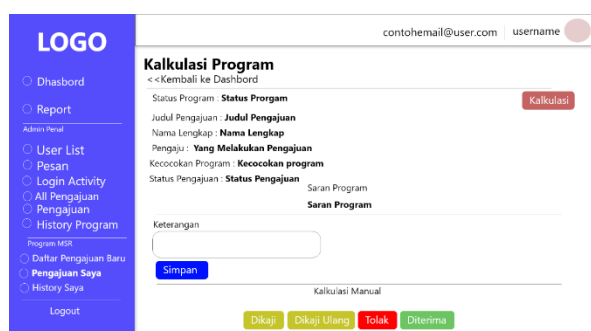 LOGO
contohemail@user.com username
Dhasbord
Report
Admin Penal
User List
Pesan
Login Activity
All Pengajuan
Pengajuan
History Program
Program MSR
Daftar Pengajuan Baru
Pengajuan Saya
History Saya
Logout
Kalkulasi Program
<<Kembali ke Dashbord
Status Program : Status Prorgam
Kalkulasi
Judul Pengajuan : Judul Pengajuan
Nama Lengkap : Nama Lengkap
Pengaju : Yang Melakukan Pengajuan
Kecocokan Program : Kecocokan program
Status Pengajuan : Status Pengajuan
Saran Program
Saran Program
Keterangan
Simpan
Kalkulasi Manual
Dikaji Dikaji Ulang Tolak Diterima